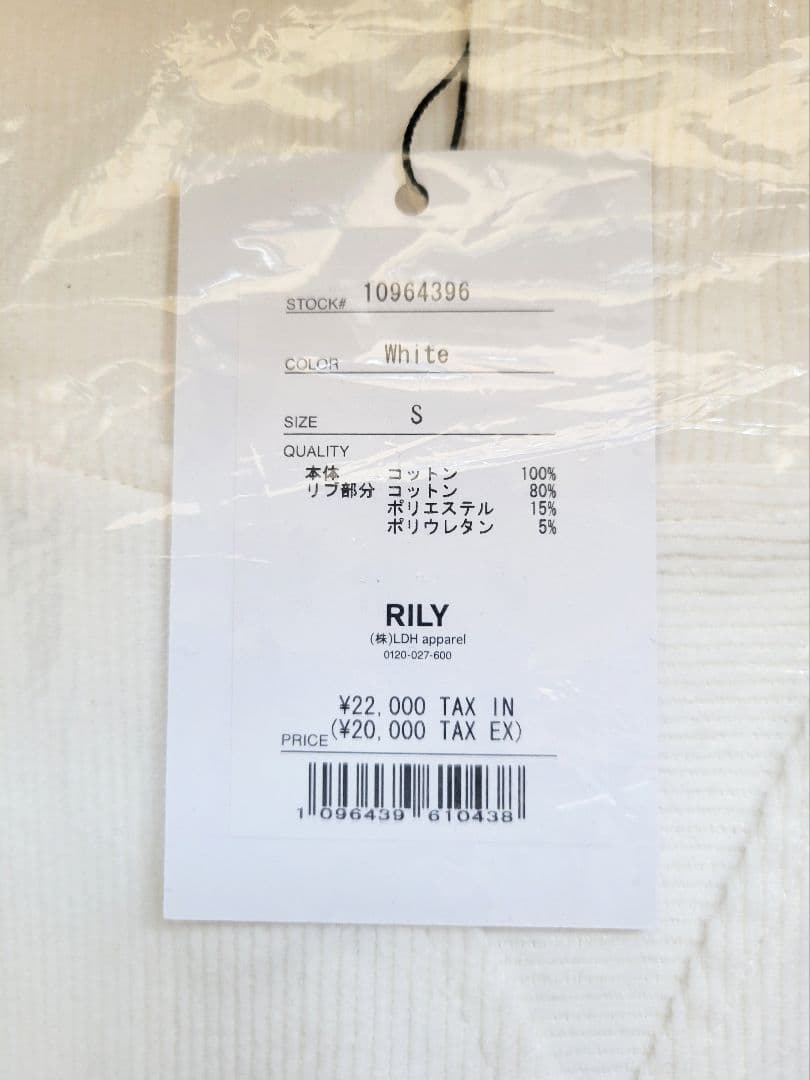 STOCK# 10964396
COLOR White
SIZE S
QUALITY
本体 コットン 100%
リブ部分 コットン 80%
ポリエステル 15%
ポリウレタン 5%
RILY
(株)LDH apparel
0120-027-600
¥22,000 TAX IN
PRICE (¥20,000 TAX EX)
1 096439 610438